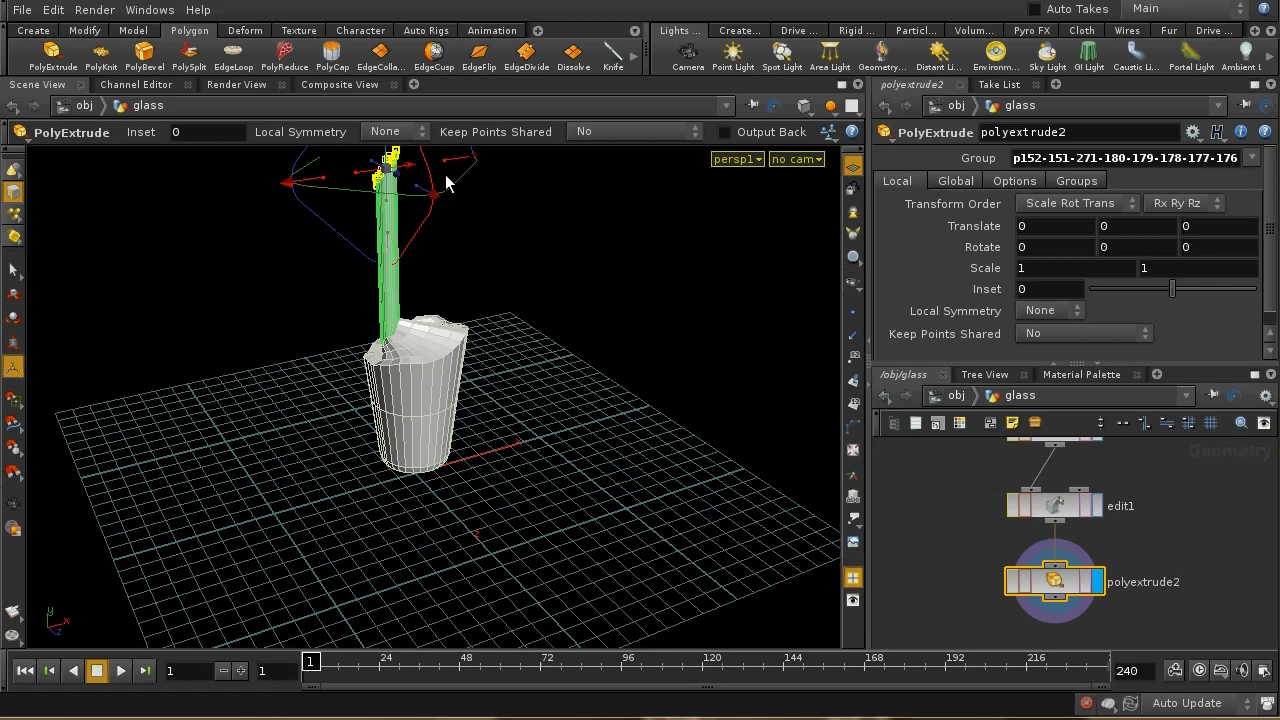 File Edit Render Windows Help Auto Takes Main
Create Modify Model Polygon Deform Texture Character Auto Rigs Animation Lights ... Create... Drive ... Rigid ... Particl... Volum... Pyro FX Cloth Wires Fur Drive ...
PolyExtrude PolyKnit PolyBevel PolySplit EdgeLoop PolyReduce PolyCap EdgeColla... EdgeCusp EdgeFlip EdgeDivide Dissolve Knife Camera Point Light Spot Light Area Light Geometry... Distant Li... Environm... Sky Light GI Light Caustic Li... Portal Light Ambient L
Scene View Channel Editor Render View Composite View polyextrude2 Take List
obj glass obj glass
PolyExtrude Inset 0 Local Symmetry None Keep Points Shared No Output Back PolyExtrude polyextrude2
persp1 no cam
Group p152-151-271-180-179-178-177-176
Local Global Options Groups
Transform Order Scale Rot Trans Rx Ry Rz
Translate 0 0 0
Rotate 0 0 0
Scale 1 1
Inset 0
Local Symmetry None
Keep Points Shared No
/obj/glass Tree View Material Palette
obj glass
Geometry
edit1
polyextrude2
x
z
y
x
z
1 1 1 24 48 72 96 120 144 168 192 216 240
Auto Update